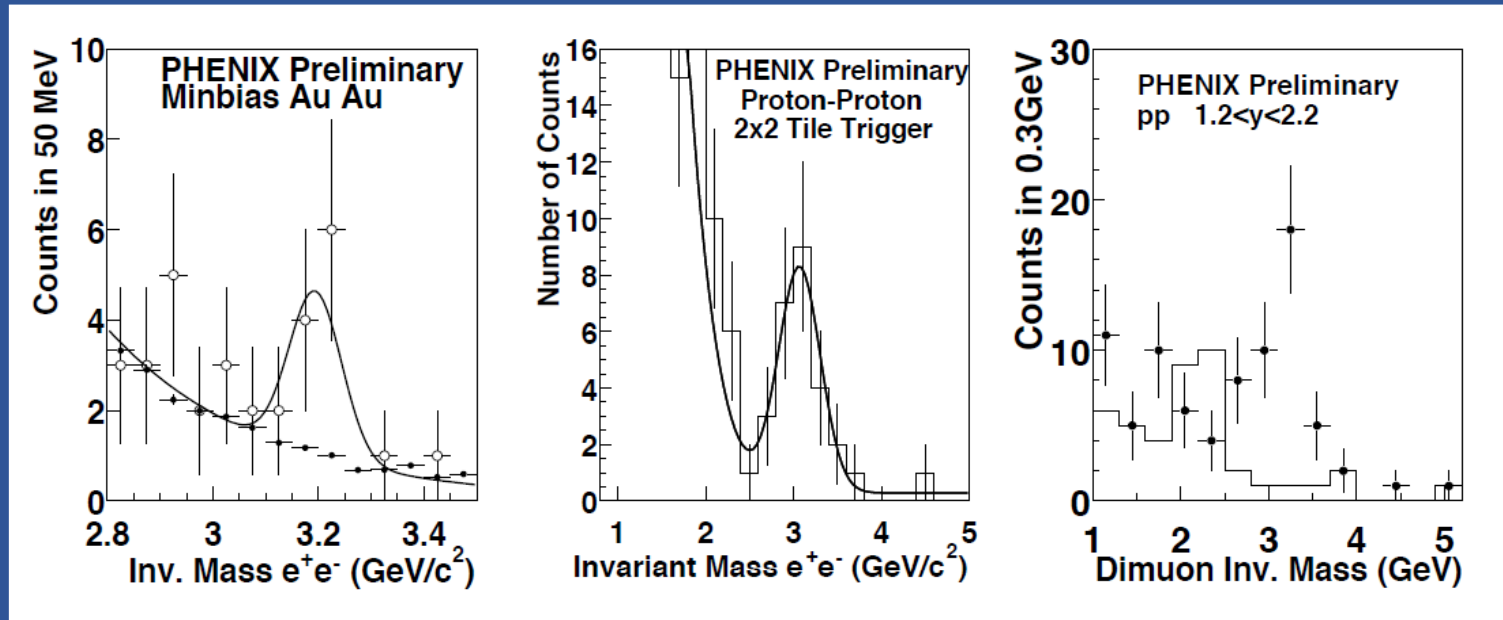 PHENIX Preliminary
Minbias Au Au
Counts in 50 MeV
10
8
6
4
2
0
2.8 3 3.2 3.4
Inv. Mass e⁺e⁻ (GeV/c²)
PHENIX Preliminary
Proton-Proton
2x2 Tile Trigger
Number of Counts
16
14
12
10
8
6
4
2
0
1 2 3 4 5
Invariant Mass e⁺e⁻ (GeV/c²)
PHENIX Preliminary
pp 1.2<y<2.2
Counts in 0.3GeV
30
20
10
0
1 2 3 4 5
Dimuon Inv. Mass (GeV)